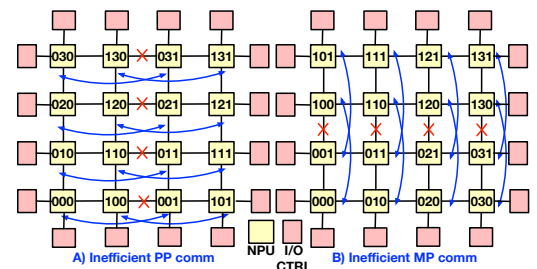 030 130 031 131
020 120 021 121
010 110 011 111
000 100 001 101
A) Inefficient PP comm
NPU I/O
CTRL
101 111 121 131
100 110 120 130
001 011 021 031
000 010 020 030
B) Inefficient MP comm